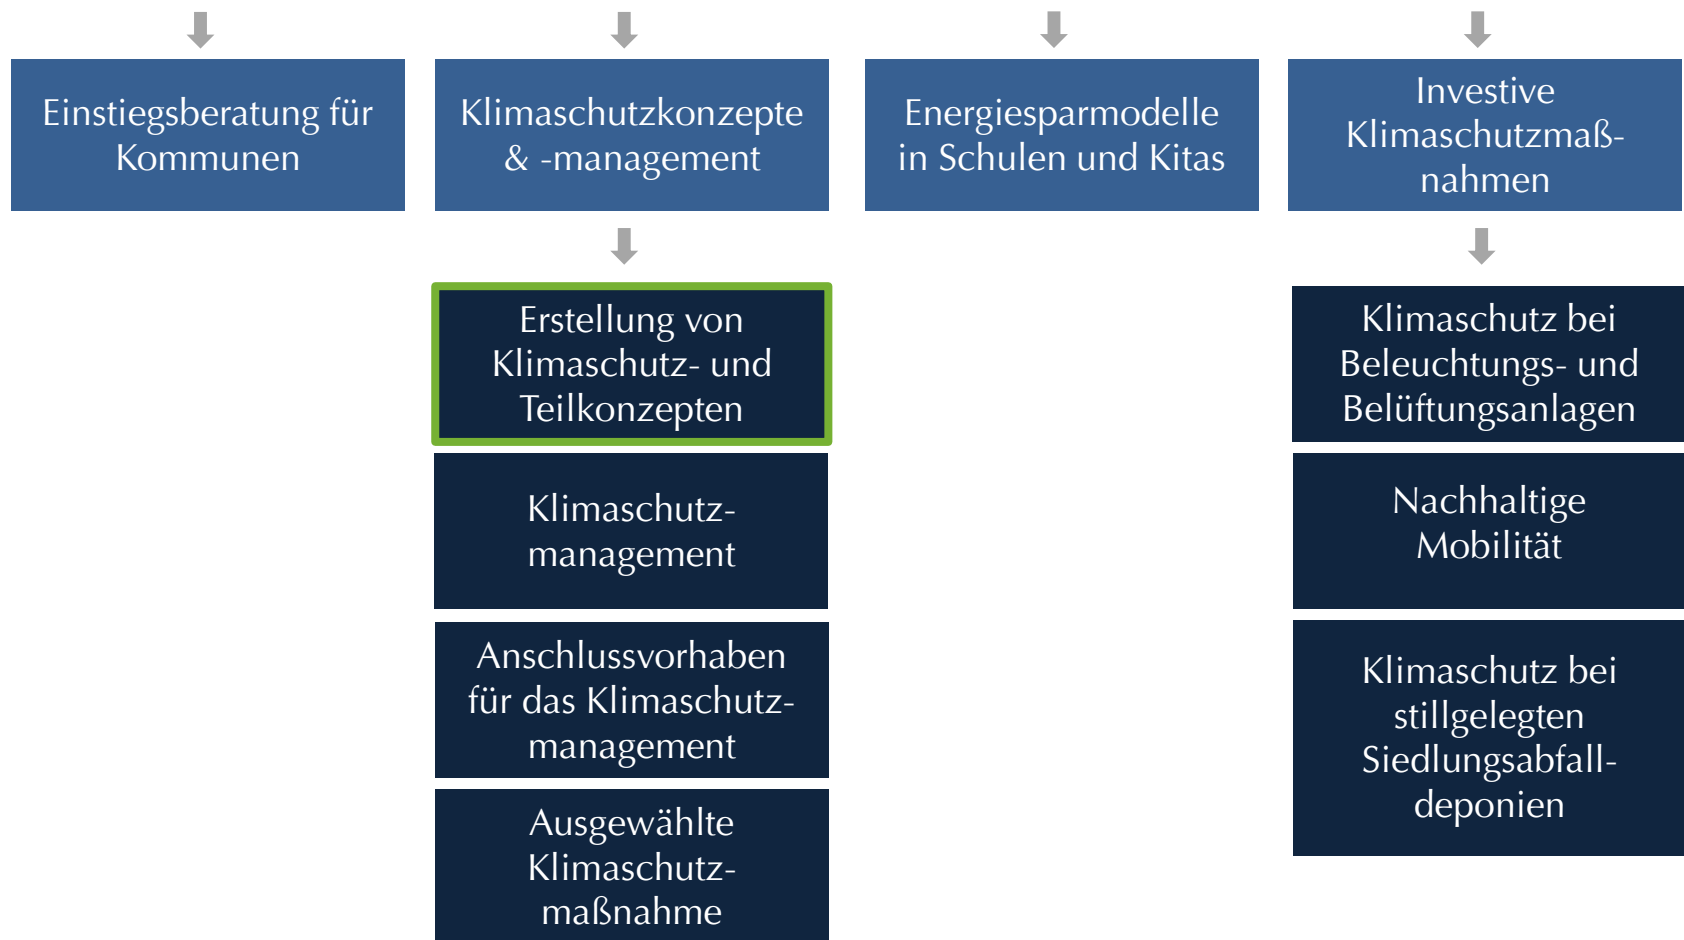 Einstiegsberatung für
Kommunen
Klimaschutzkonzepte
& -management
Energiesparmodelle
in Schulen und Kitas
Investive
Klimaschutzmaß-
nahmen
Erstellung von
Klimaschutz- und
Teilkonzepten
Klimaschutz-
management
Anschlussvorhaben
für das Klimaschutz-
management
Ausgewählte
Klimaschutz-
maßnahme
Klimaschutz bei
Beleuchtungs- und
Belüftungsanlagen
Nachhaltige
Mobilität
Klimaschutz bei
stillgelegten
Siedlungsabfall-
deponien